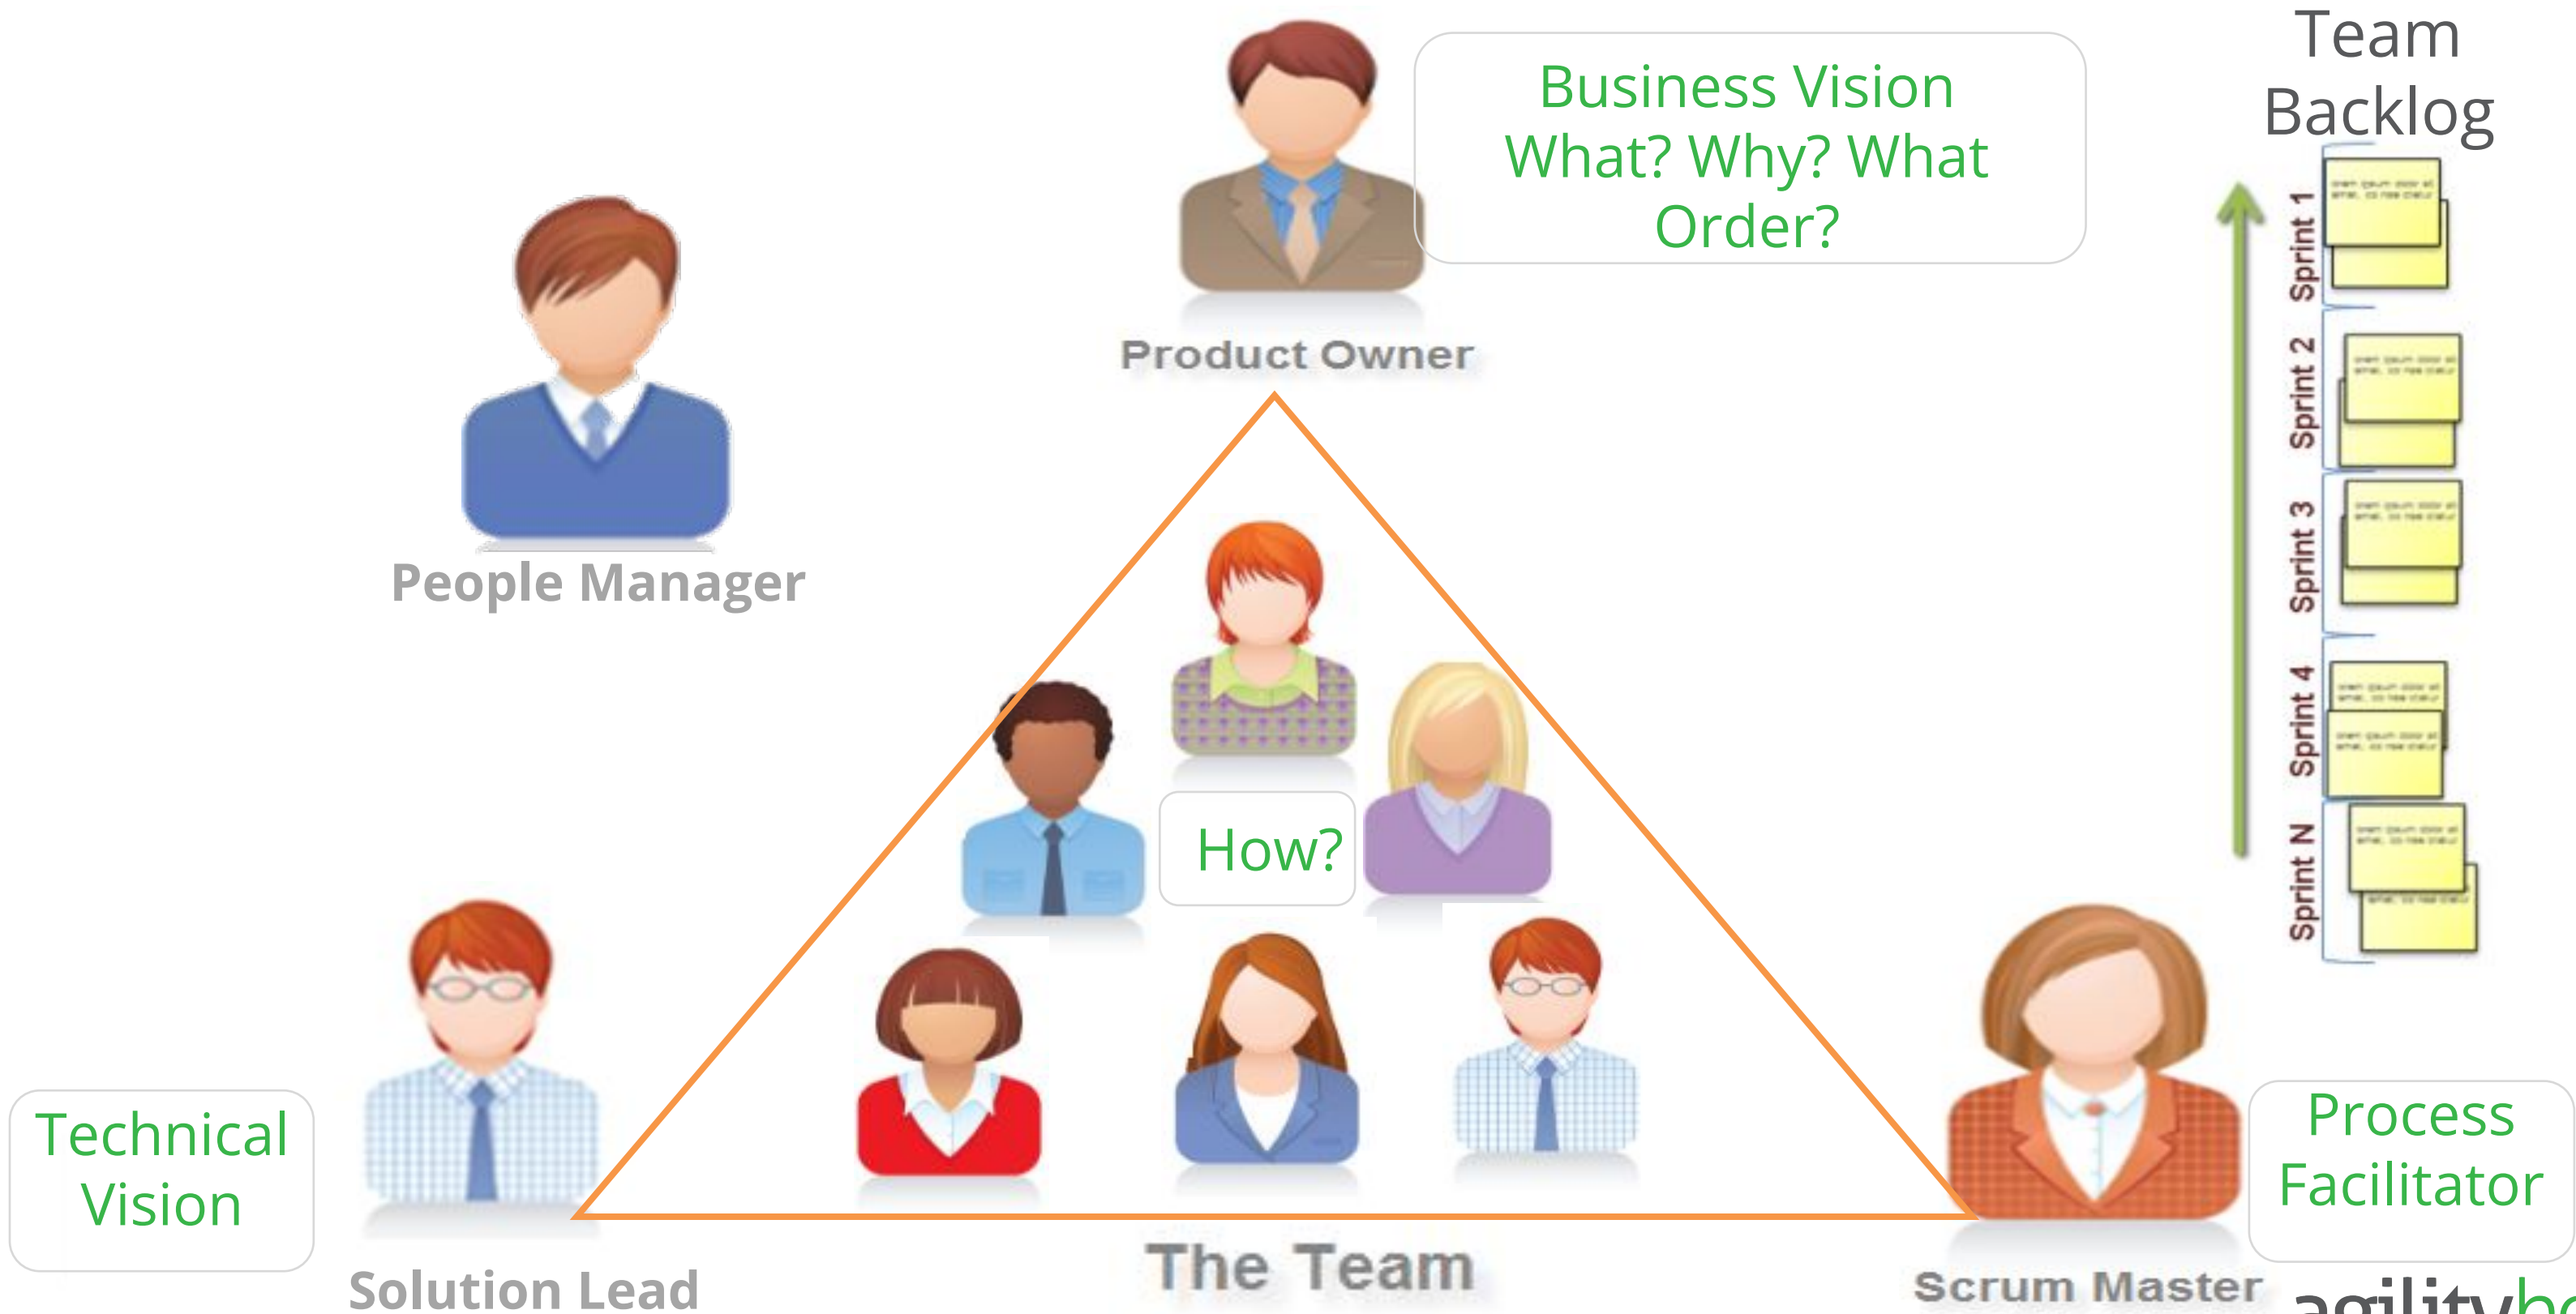 Business Vision
What? Why? What
Order?
Product Owner
People Manager
How?
Technical
Vision
Solution Lead
The Team
Process
Facilitator
Scrum Master
Team
Backlog
Sprint 1
Sprint 2
Sprint 3
Sprint 4
Sprint N